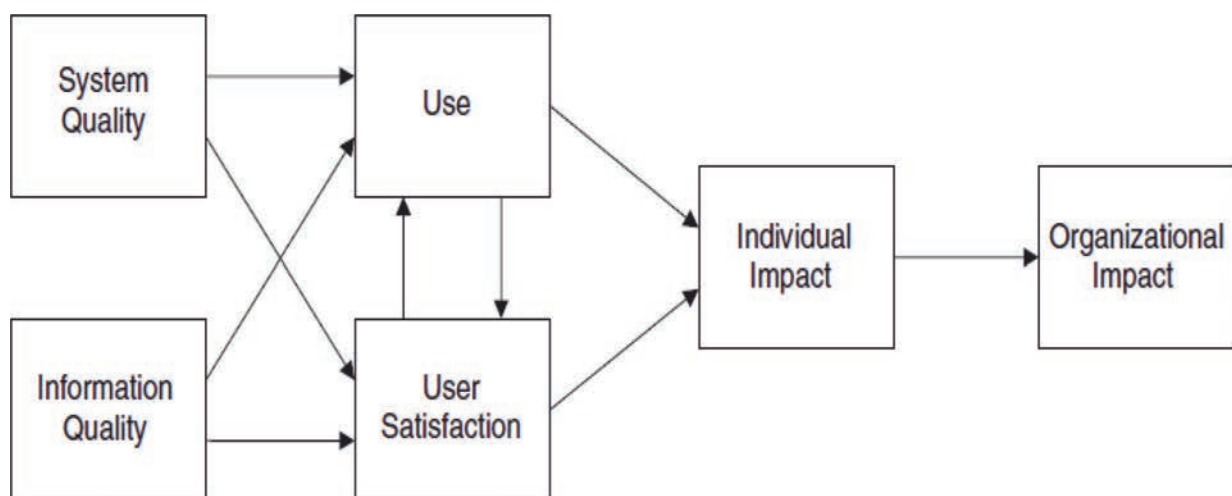 System
Quality
Use
Individual
Impact
Organizational
Impact
Information
Quality
User
Satisfaction